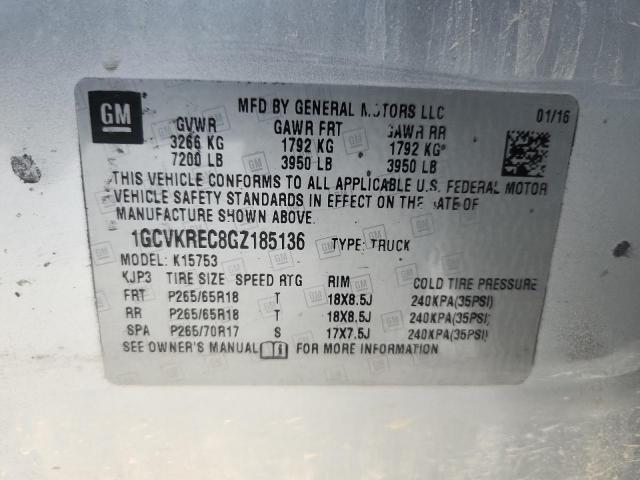 GM
MFD BY GENERAL MOTORS LLC 01/16
GVWR GAWR FRT GAWR RR
3266 KG 1792 KG 1792 KG
7200 LB 3950 LB 3950 LB
THIS VEHICLE CONFORMS TO ALL APPLICABLE U.S. FEDERAL MOTOR
VEHICLE SAFETY STANDARDS IN EFFECT ON THE DATE OF
MANUFACTURE SHOWN ABOVE.
1GCVKREC8GZ185136 TYPE: TRUCK
MODEL: K15753
KJP3 TIRE SIZE SPEED RTG RIM COLD TIRE PRESSURE
FRT P265/65R18 T 18X8.5J 240KPA(35PSI)
RR P265/65R18 T 18X8.5J 240KPA(35PSI)
SPA P265/70R17 S 17X7.5J 240KPA(35PSI)
SEE OWNER'S MANUAL FOR MORE INFORMATION